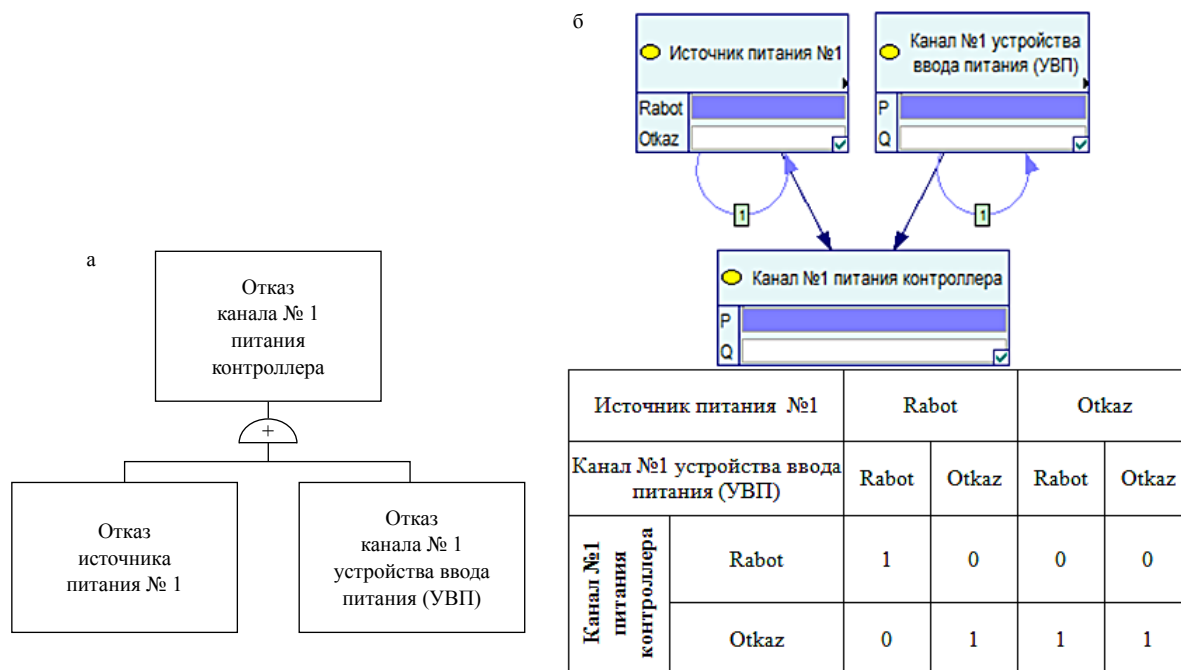 а
Отказ
канала № 1
питания
контроллера
+
Отказ
источника
питания № 1
Отказ
канала № 1
устройства ввода
питания (УВП)
б
Источник питания №1
Rabot
Otkaz
1
Канал №1 устройства
ввода питания (УВП)
P
Q
1
Канал №1 питания контроллера
P
Q
Источник питания №1 Rabot Otkaz
Канал №1 устройства ввода
питания (УВП)
Rabot Otkaz Rabot Otkaz
Канал №1
питания
контроллера
Rabot 1 0 0 0
Otkaz 0 1 1 1